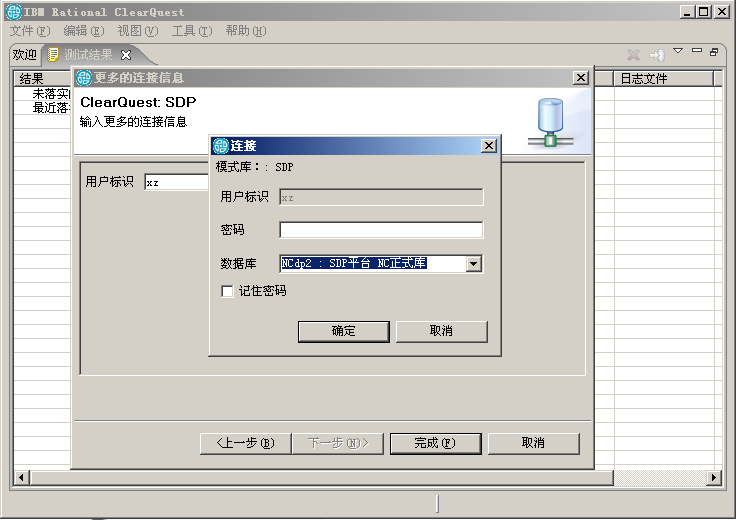 IBM Rational ClearQuest
文件(F) 编辑(E) 视图(V) 工具(T) 帮助(H)
欢迎 测试结果
结果 日志文件
未落实
最近落
更多的连接信息
ClearQuest: SDP
输入更多的连接信息
用户标识 xz
连接
模式库：: SDP
用户标识 xz
密码
数据库 NCdp2 : SDP平台 NC正式库
记住密码
确定 取消
<上一步(B) 下一步(N)> 完成(F) 取消